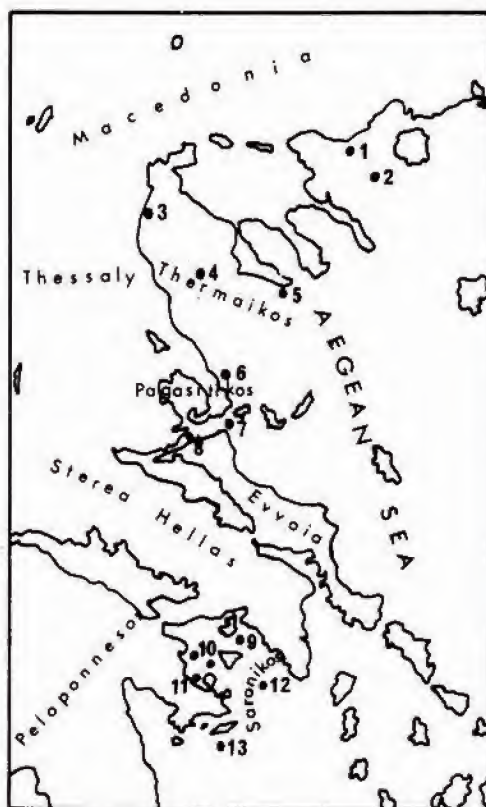 Macedonia
1
2
3
4
Thessaly
Thermaikos
5
AEGEAN SEA
6
Pagasitikos
7
8
Sterea Hellas
Evvoia
Peloponnesos
9
10
11
12
Saronikos
13